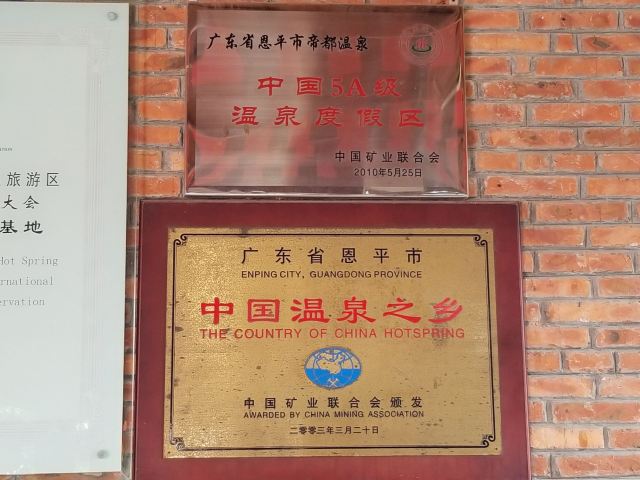 旅游区
大会
基地
Hot Spring
ernational
ervation
广东省恩平市帝都温泉
中国5A级
温泉度假区
中国矿业联合会
2010年5月25日
广东省恩平市
ENPING CITY, GUANGDONG PROVINCE
中国温泉之乡
THE COUNTRY OF CHINA HOTSPRING
中国矿业联合会颁发
AWARDED BY CHINA MINING ASSOCIATION
二零零三年三月二十日